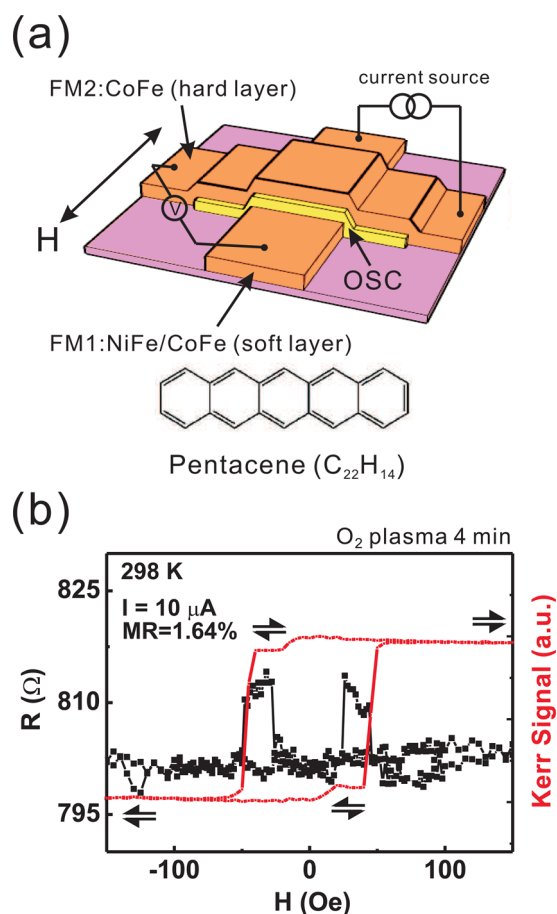 (a)
FM2:CoFe (hard layer)
current source
V
H
OSC
FM1:NiFe/CoFe (soft layer)
Pentacene (C₂₂H₁₄)
(b)
O₂ plasma 4 min
298 K
I = 10 μA
MR=1.64%
825
810
795
R (Ω)
Kerr Signal (a.u.)
-100
0
100
H (Oe)